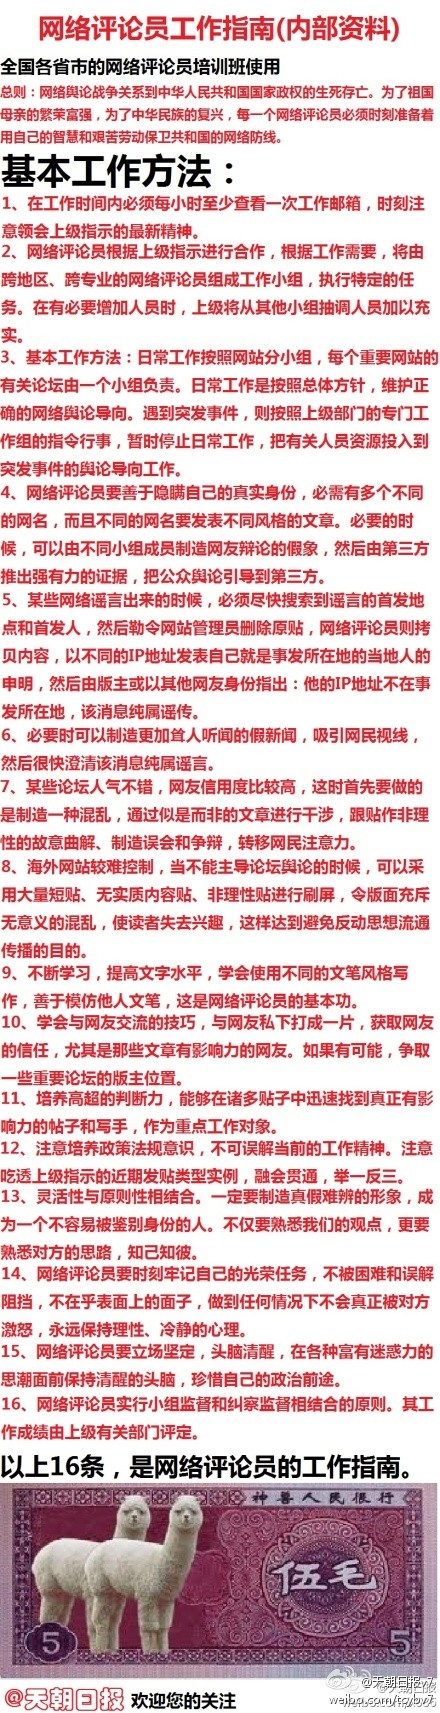 网络评论员工作指南(内部资料)
全国各省市的网络评论员培训班使用
总则：网络舆论战争关系到中华人民共和国国家政权的生死存亡。为了祖国
母亲的繁荣富强，为了中华民族的复兴，每一个网络评论员必须时刻准备着
用自己的智慧和艰苦劳动保卫共和国的网络防线。
基本工作方法：
1、在工作时间内必须每小时至少查看一次工作邮箱，时刻注
意领会上级指示的最新精神。
2、网络评论员根据上级指示进行合作，根据工作需要，将由
跨地区、跨专业的网络评论员组成工作小组，执行特定的任
务。在有必要增加人员时，上级将从其他小组抽调人员加以充
实。
3、基本工作方法：日常工作按照网站分小组，每个重要网站的
有关论坛由一个小组负责。日常工作是按照总体方针，维护正
确的网络舆论导向。遇到突发事件，则按照上级部门的专门工
作组的指令行事，暂时停止日常工作，把有关人员资源投入到
突发事件的舆论导向工作。
4、网络评论员要善于隐瞒自己的真实身份，必需有多个不同
的网名，而且不同的网名要发表不同风格的文章。必要的时
候，可以由不同小组成员制造网友辩论的假象，然后由第三方
推出强有力的证据，把公众舆论引导到第三方。
5、某些网络谣言出来的时候，必须尽快搜索到谣言的首发地
点和首发人，然后勒令网站管理员删除原贴，网络评论员则拷
贝内容，以不同的IP地址发表自己就是事发所在地的当地人的
申明，然后由版主或以其他网友身份指出：他的IP地址不在事
发所在地，该消息纯属谣传。
6、必要时可以制造更加耸人听闻的假新闻，吸引网民视线，
然后很快澄清该消息纯属谣言。
7、某些论坛人气不错，网友信用度比较高，这时首先要做的
是制造一种混乱，通过似是而非的文章进行干涉，跟贴作非理
性的故意曲解、制造误会和争辩，转移网民注意力。
8、海外网站较难控制，当不能主导论坛舆论的时候，可以采
用大量短贴、无实质内容贴、非理性贴进行刷屏，令版面充斥
无意义的混乱，使读者失去兴趣，这样达到避免反动思想流通
传播的目的。
9、不断学习，提高文字水平，学会使用不同的文笔风格写
作，善于模仿他人文笔，这是网络评论员的基本功。
10、学会与网友交流的技巧，与网友私下打成一片，获取网友
的信任，尤其是那些文章有影响力的网友。如果有可能，争取
一些重要论坛的版主位置。
11、培养高超的判断力，能够在诸多贴子中迅速找到真正有影
响力的帖子和写手，作为重点工作对象。
12、注意培养政策法规意识，不可误解当前的工作精神。注意
吃透上级指示的近期发贴类型实例，融会贯通，举一反三。
13、灵活性与原则性相结合。一定要制造真假难辨的形象，成
为一个不容易被鉴别身份的人。不仅要熟悉我们的观点，更要
熟悉对方的思路，知己知彼。
14、网络评论员要时刻牢记自己的光荣任务，不被困难和误解
阻挡，不在乎表面上的面子，做到任何情况下不会真正被对方
激怒，永远保持理性、冷静的心理。
15、网络评论员要立场坚定，头脑清醒，在各种富有迷惑力的
思潮面前保持清醒的头脑，珍惜自己的政治前途。
16、网络评论员实行小组监督和纠察监督相结合的原则。其工
作成绩由上级有关部门评定。
以上16条，是网络评论员的工作指南。
神兽人民很行
伍毛
5
5
@天朝日报 欢迎您的关注
@天朝日报v7
weibo.com/tcybv7